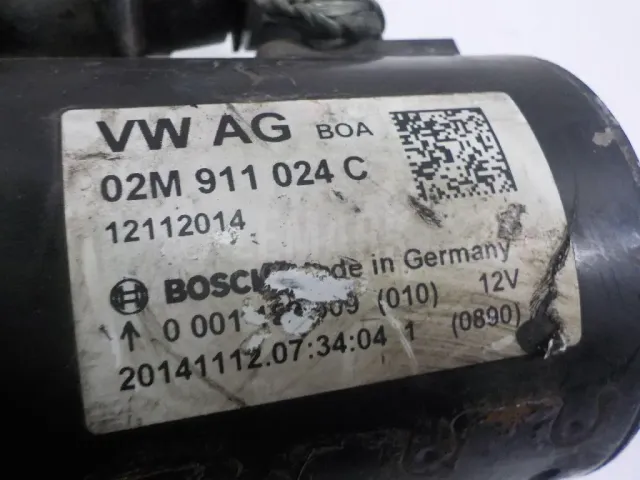 VW AG BOA
02M 911 024 C
12112014
BOSCH Made in Germany
0 001 (010) 12V
20141112.07:34:04 1 (0890)